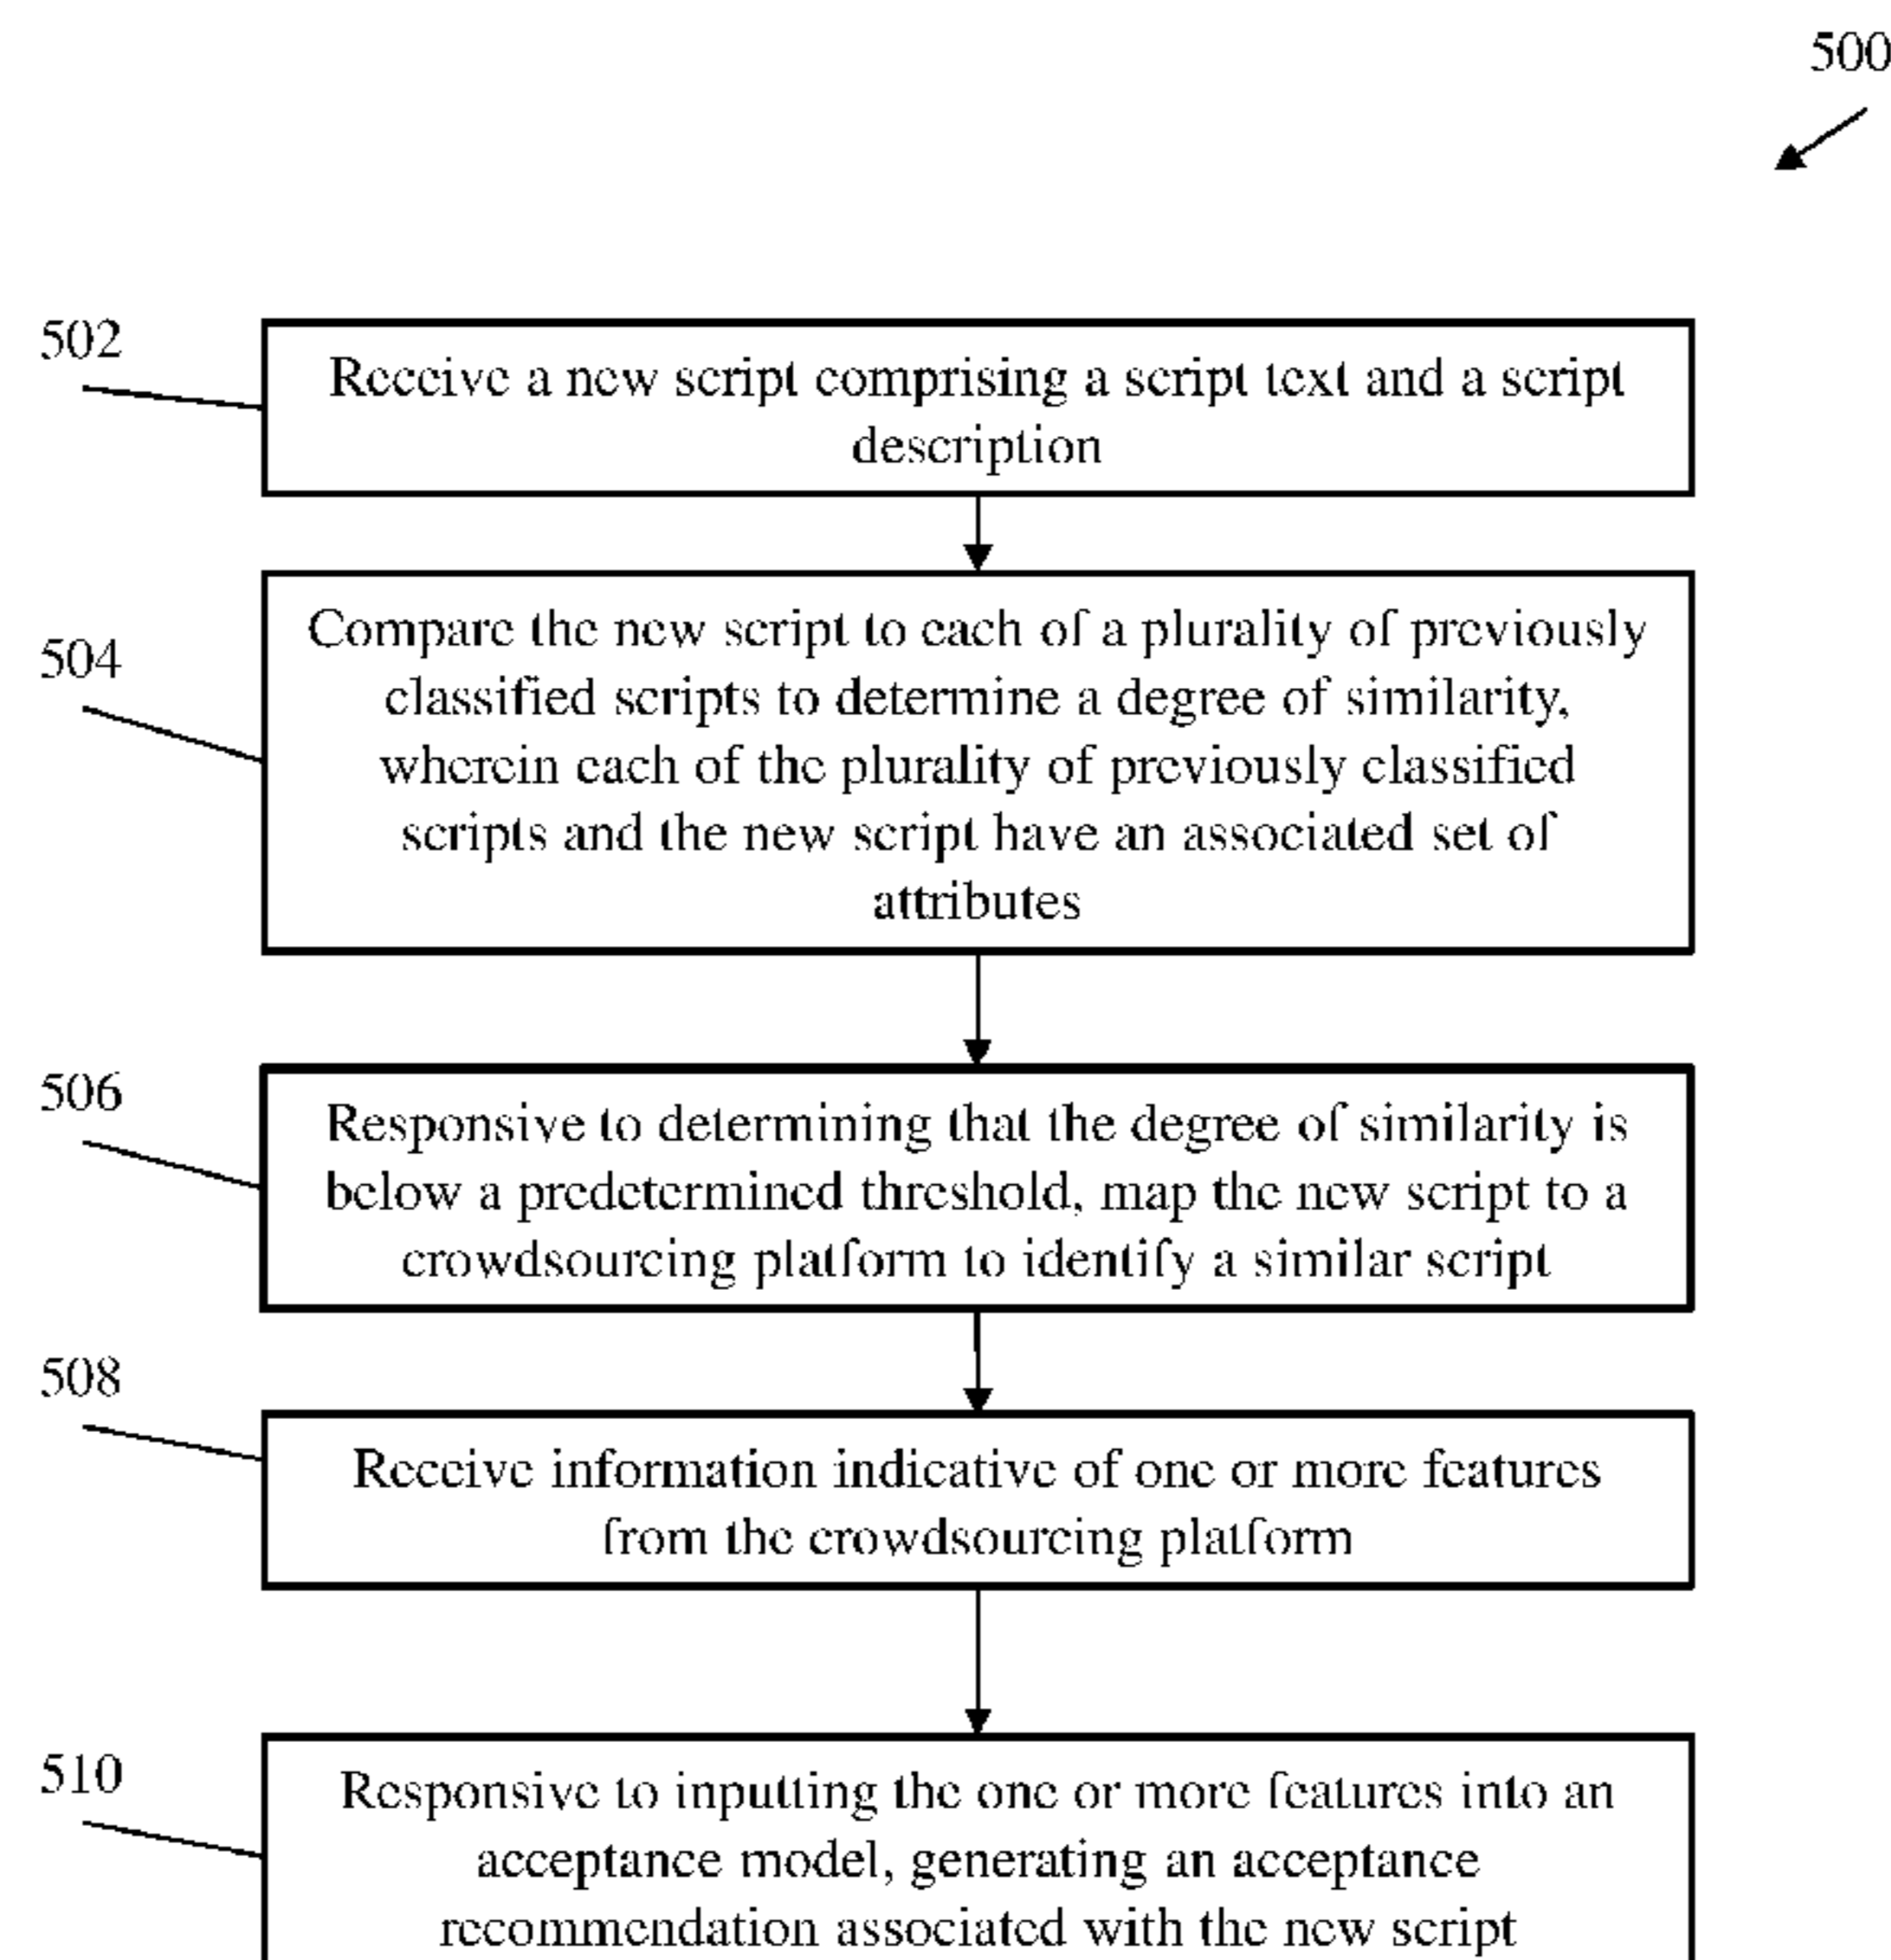 500
502
Receive a new script comprising a script text and a script
description
504
Compare the new script to each of a plurality of previously
classified scripts to determine a degree of similarity,
wherein each of the plurality of previously classified
scripts and the new script have an associated set of
attributes
506
Responsive to determining that the degree of similarity is
below a predetermined threshold, map the new script to a
crowdsourcing platform to identify a similar script
508
Receive information indicative of one or more features
from the crowdsourcing platform
510
Responsive to inputting the one or more features into an
acceptance model, generating an acceptance
recommendation associated with the new script